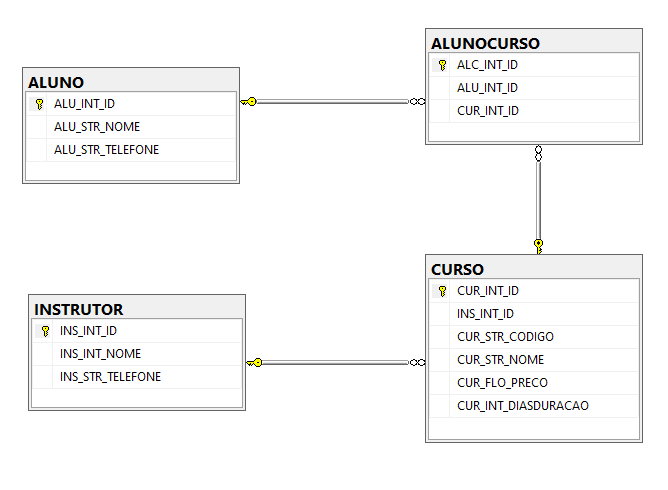 ALUNO
ALU_INT_ID
ALU_STR_NOME
ALU_STR_TELEFONE
ALUNOCURSO
ALC_INT_ID
ALU_INT_ID
CUR_INT_ID
INSTRUTOR
INS_INT_ID
INS_INT_NOME
INS_STR_TELEFONE
CURSO
CUR_INT_ID
INS_INT_ID
CUR_STR_CODIGO
CUR_STR_NOME
CUR_FLO_PRECO
CUR_INT_DIASDURACAO